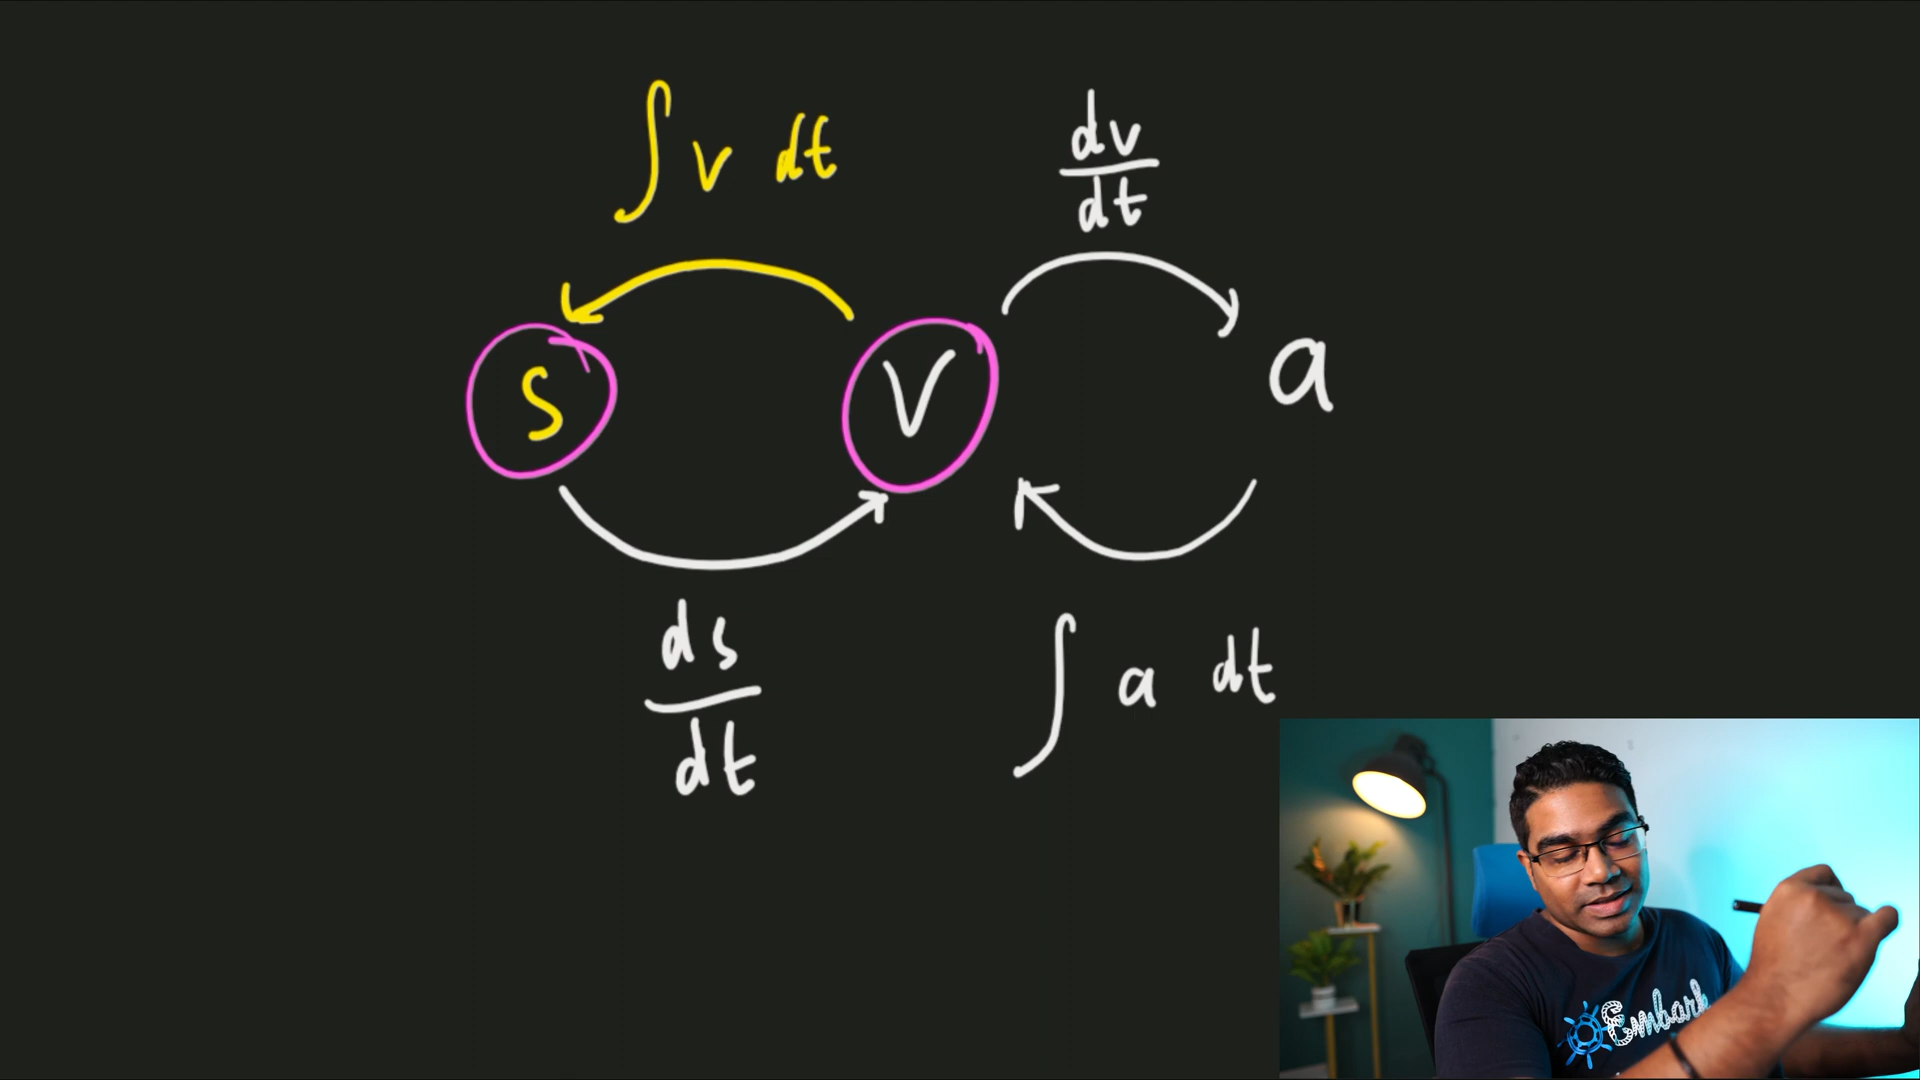 ∫ v dt
dv
dt
s
V
a
ds
dt
∫ a dt
Embark